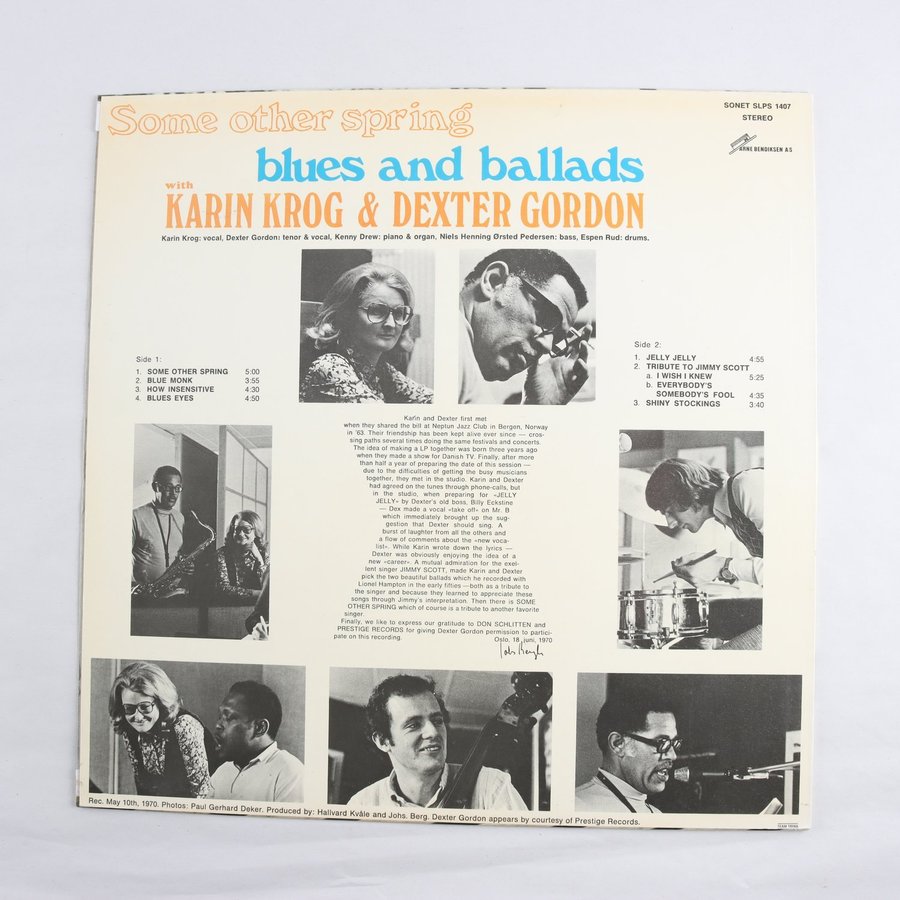 Some other spring
SONET SLPS 1407
STEREO
ARNE BENDIKSEN A/S
blues and ballads
with
KARIN KROG & DEXTER GORDON
Karin Krog: vocal, Dexter Gordon: tenor & vocal, Kenny Drew: piano & organ, Niels Henning Ørsted Pedersen: bass, Espen Rud: drums.
Side 1:
1. SOME OTHER SPRING 5:00
2. BLUE MONK 3:55
3. HOW INSENSITIVE 4:30
4. BLUES EYES 4:50
Side 2:
1. JELLY JELLY 4:55
2. TRIBUTE TO JIMMY SCOTT
a. I WISH I KNEW 5.25
b. EVERYBODY'S
SOMEBODY'S FOOL 4:35
3. SHINY STOCKINGS 3:40
Karin and Dexter first met
when they shared the bill at Neptun Jazz Club in Bergen, Norway
in '63. Their friendship has been kept alive ever since — cros-
sing paths several times doing the same festivals and concerts.
The idea of making a LP together was born three years ago
when they made a show for Danish TV. Finally, after more
than half a year of preparing the date of this session —
due to the difficulties of getting the busy musicians
together, they met in the studio. Karin and Dexter
had agreed on the tunes through phone-calls, but
in the studio, when preparing for «JELLY
JELLY» by Dexter's old boss, Billy Eckstine
— Dex made a vocal «take off» on Mr. B
which immediately brought up the sug-
gestion that Dexter should sing. A
burst of laughter from all the others and
a flow of comments about the «new voca-
list». While Karin wrote down the lyrics —
Dexter was obviously enjoying the idea of a
new «career». A mutual admiration for the exel-
lent singer JIMMY SCOTT, made Karin and Dexter
pick the two beautiful ballads which he recorded with
Lionel Hampton in the early fifties —both as a tribute to
the singer and because they learned to appreciate these
songs through Jimmy's interpretation. Then there is SOME
OTHER SPRING which of course is a tribute to another favorite
singer.
Finally, we like to express our gratitude to DON SCHLITTEN and
PRESTIGE RECORDS for giving Dexter Gordon permission to partici-
pate on this recording. Oslo, 18. juni, 1970
Rec. May 10th, 1970. Photos: Paul Gerhard Deker. Produced by: Hallvard Kvåle and Johs. Berg. Dexter Gordon appears by courtesy of Prestige Records.